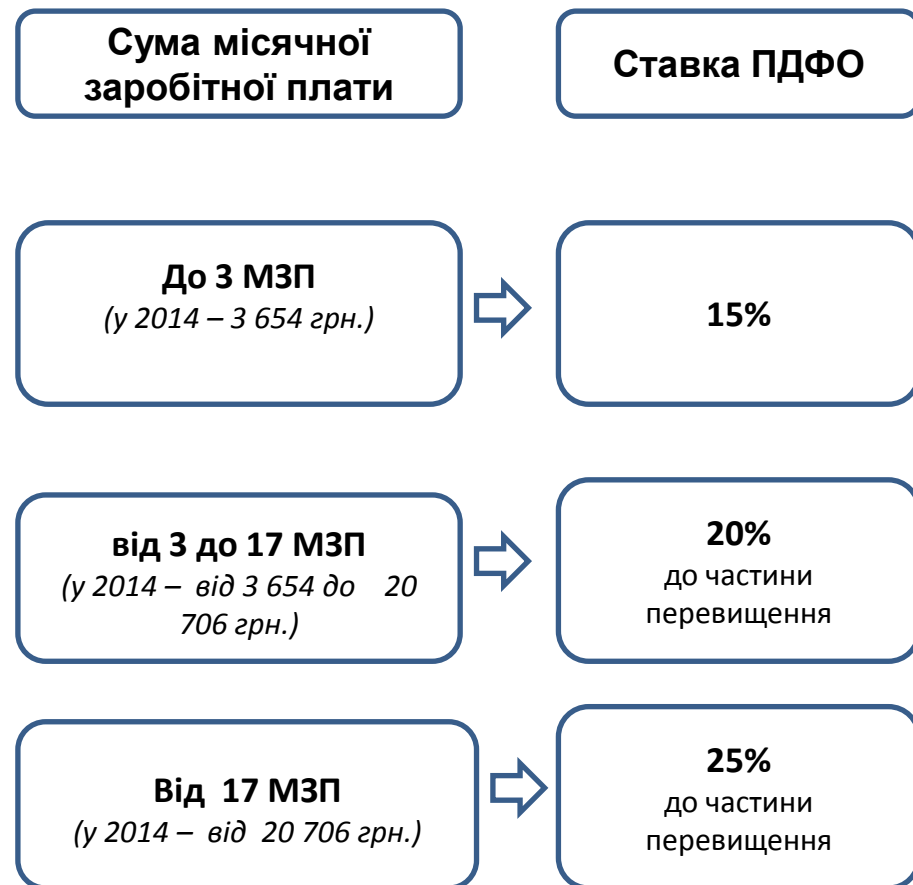 Сума місячної
заробітної плати
Ставка ПДФО
До 3 МЗП
(у 2014 – 3 654 грн.)
15%
від 3 до 17 МЗП
(у 2014 – від 3 654 до 20
706 грн.)
20%
до частини
перевищення
Від 17 МЗП
(у 2014 – від 20 706 грн.)
25%
до частини
перевищення